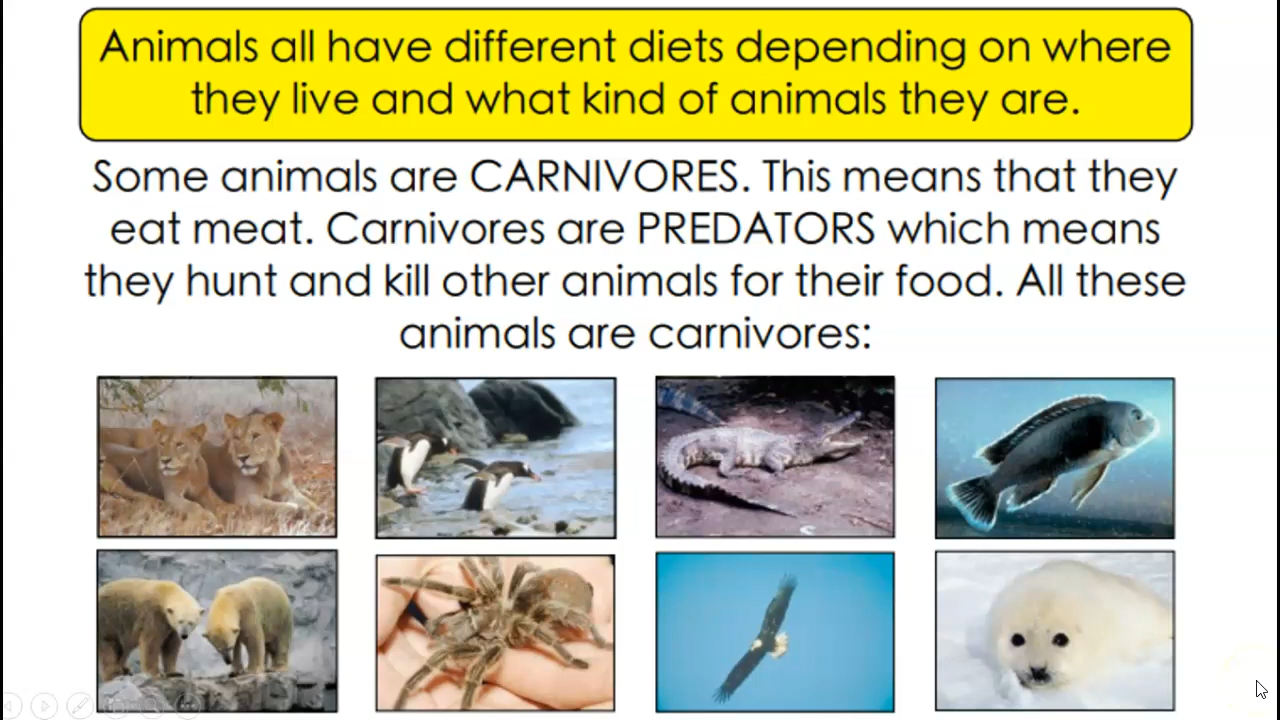 Animals all have different diets depending on where
they live and what kind of animals they are.
Some animals are CARNIVORES. This means that they
eat meat. Carnivores are PREDATORS which means
they hunt and kill other animals for their food. All these
animals are carnivores: